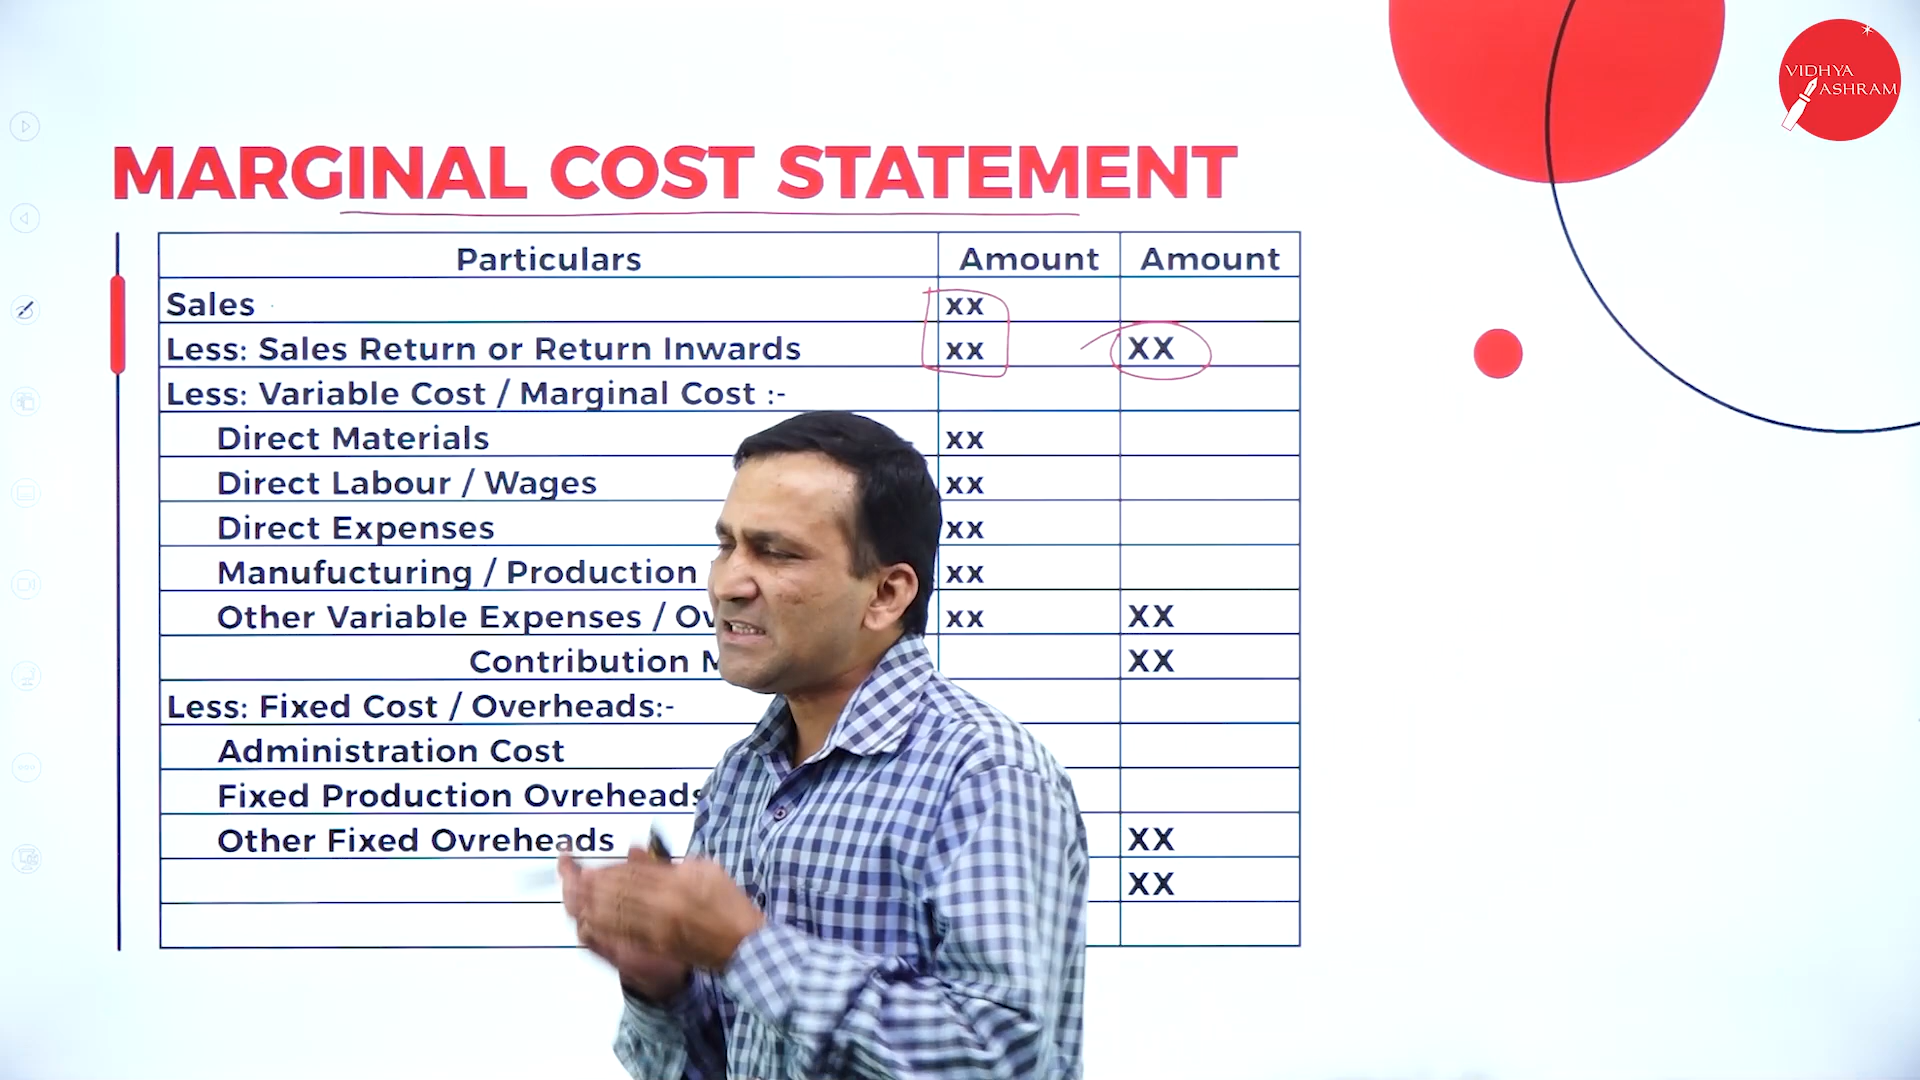 VIDHYA
ASHRAM
MARGINAL COST STATEMENT
Particulars Amount Amount
Sales xx
Less: Sales Return or Return Inwards xx XX
Less: Variable Cost / Marginal Cost :-
Direct Materials xx
Direct Labour / Wages xx
Direct Expenses xx
Manufucturing / Production xx
Other Variable Expenses / xx XX
Contribution XX
Less: Fixed Cost / Overheads:-
Administration Cost
Fixed Production Ovreheads
Other Fixed Ovreheads XX
XX